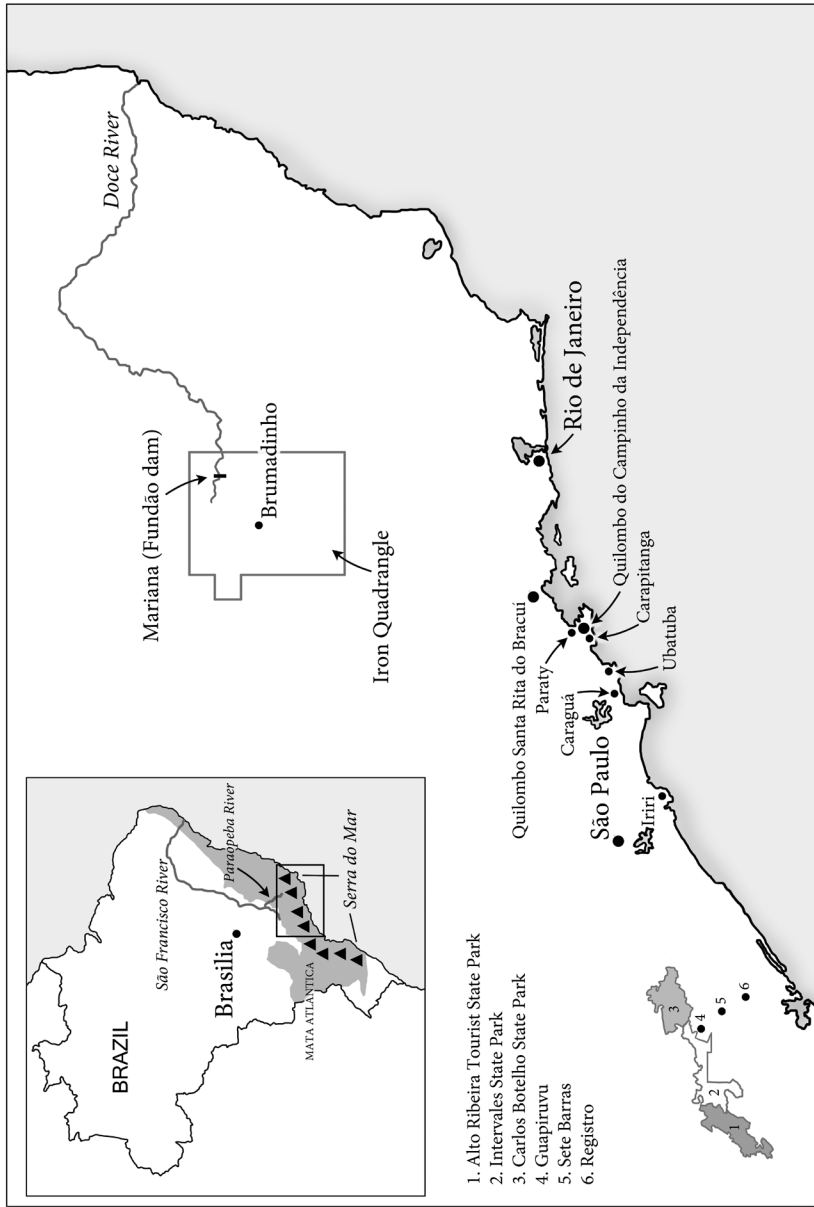 BRAZIL
São Francisco River
Brasilia
Paraopeba River
MATA ATLANTICA
Serra do Mar
Mariana (Fundão dam)
Doce River
Brumadinho
Iron Quadrangle
Quilombo Santa Rita do Bracuí
Paraty
Caraguá
São Paulo
Iriri
Rio de Janeiro
Quilombo do Campinho da Independência
Carapitanga
Ubatuba
1. Alto Ribeira Tourist State Park
2. Intervales State Park
3. Carlos Botelho State Park
4. Guapiruvu
5. Sete Barras
6. Registro
1
2
3
4
5
6